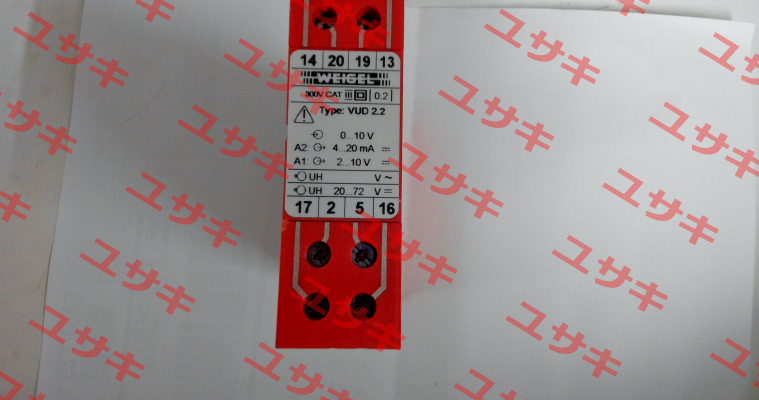 14 20 19 13
WEIGEL
300V CAT III 0.2
Type: VUD 2.2
0...10 V
A2: 4...20 mA
A1: 2...10 V
UH V ~
UH 20...72 V
17 2 5 16
ユサキ